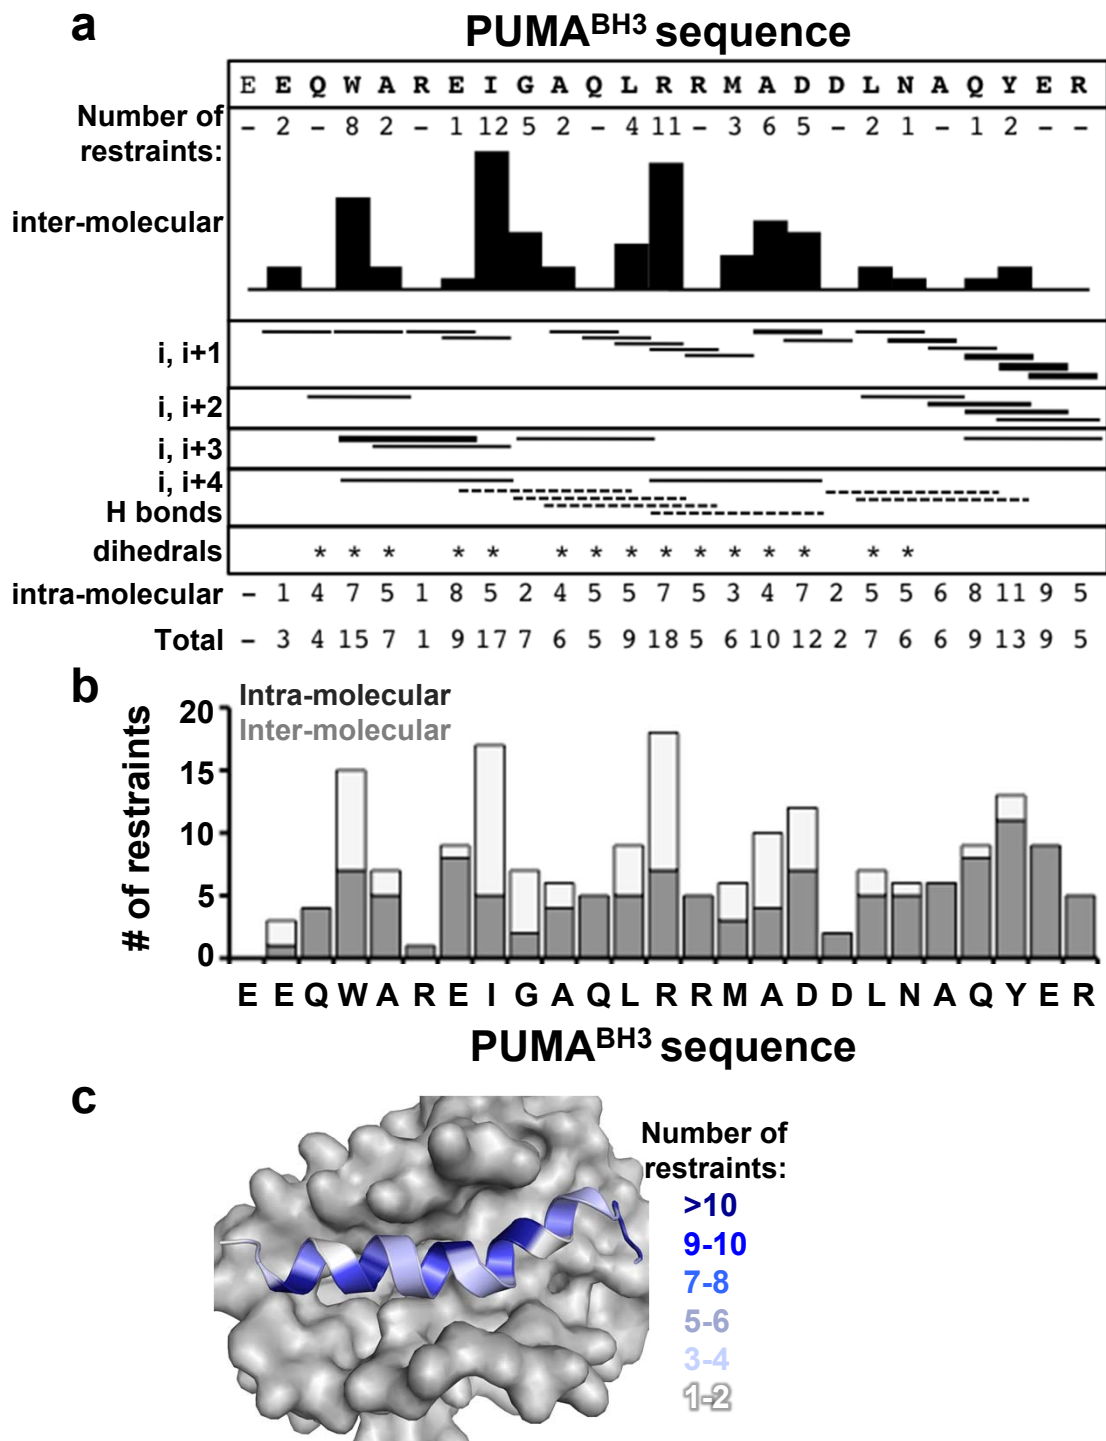 a
PUMABH3 sequence
E E Q W A R E I G A Q L R R M A D D L N A Q Y E R
Number of restraints:
- 2 - 8 2 - 1 12 5 2 - 4 11 - 3 6 5 - 2 1 - 1 2 - -
inter-molecular
i, i+1
i, i+2
i, i+3
i, i+4
H bonds
dihedrals * * * * * * * * * * * * * * *
intra-molecular - 1 4 7 5 1 8 5 2 4 5 5 7 5 3 4 7 2 5 5 6 8 11 9 5
Total - 3 4 15 7 1 9 17 7 6 5 9 18 5 6 10 12 2 7 6 6 9 13 9 5
b
Intra-molecular
Inter-molecular
# of restraints
20
15
10
5
0
E E Q W A R E I G A Q L R R M A D D L N A Q Y E R
PUMABH3 sequence
c
Number of
restraints:
>10
9-10
7-8
5-6
3-4
1-2